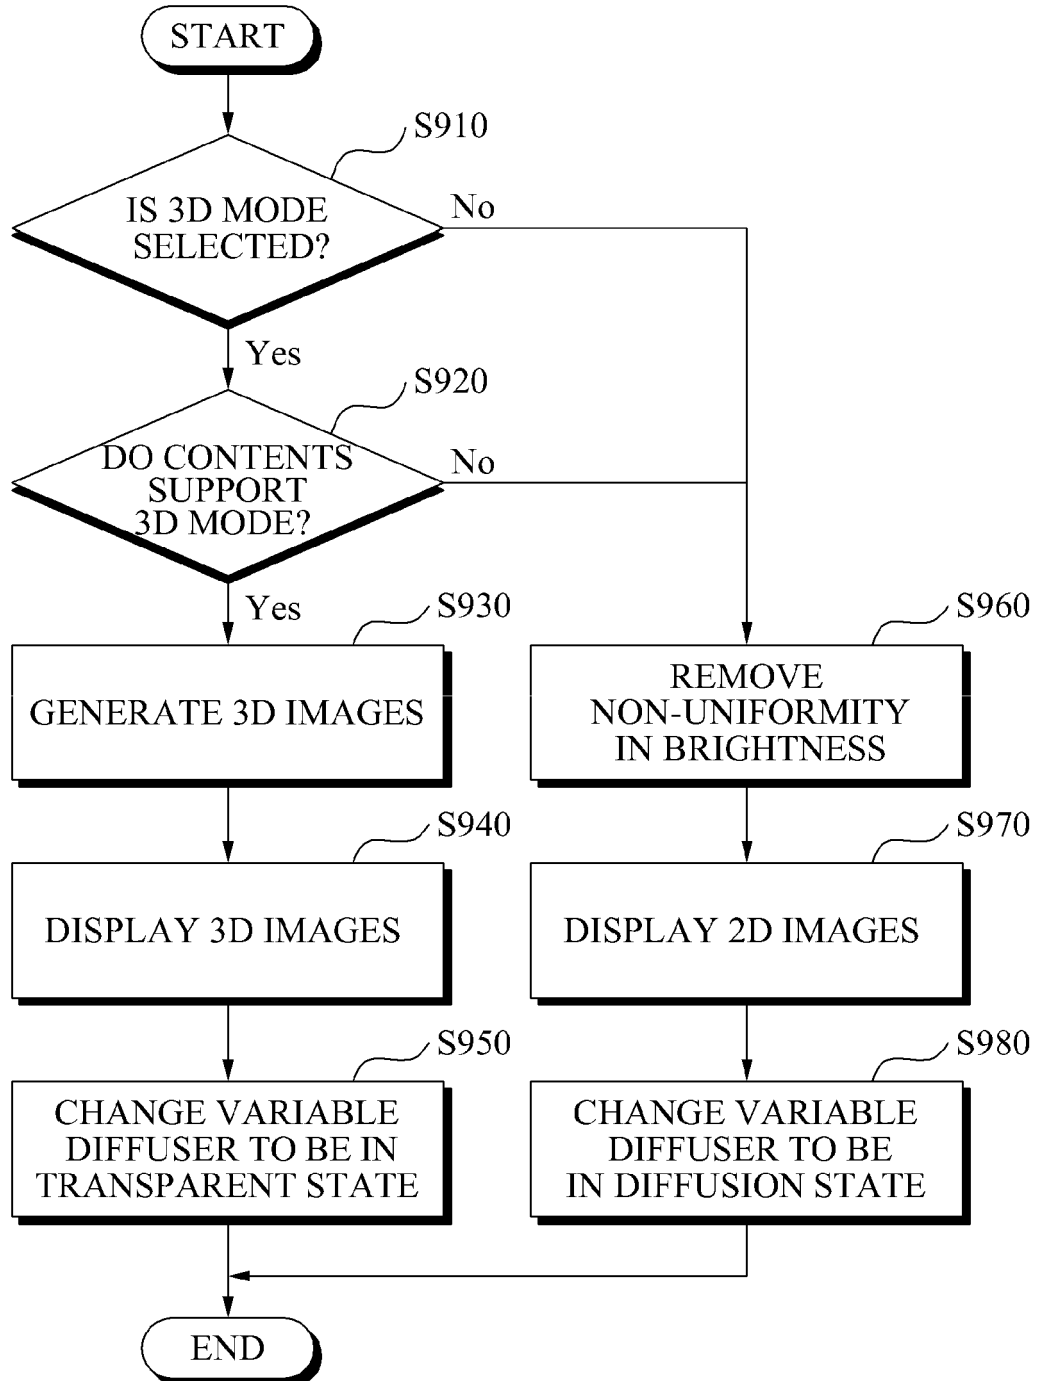 START
S910
IS 3D MODE
SELECTED?
No
Yes
S920
DO CONTENTS
SUPPORT
3D MODE?
No
Yes
S930
GENERATE 3D IMAGES
S960
REMOVE
NON-UNIFORMITY
IN BRIGHTNESS
S940
DISPLAY 3D IMAGES
S970
DISPLAY 2D IMAGES
S950
CHANGE VARIABLE
DIFFUSER TO BE IN
TRANSPARENT STATE
S980
CHANGE VARIABLE
DIFFUSER TO BE
IN DIFFUSION STATE
END